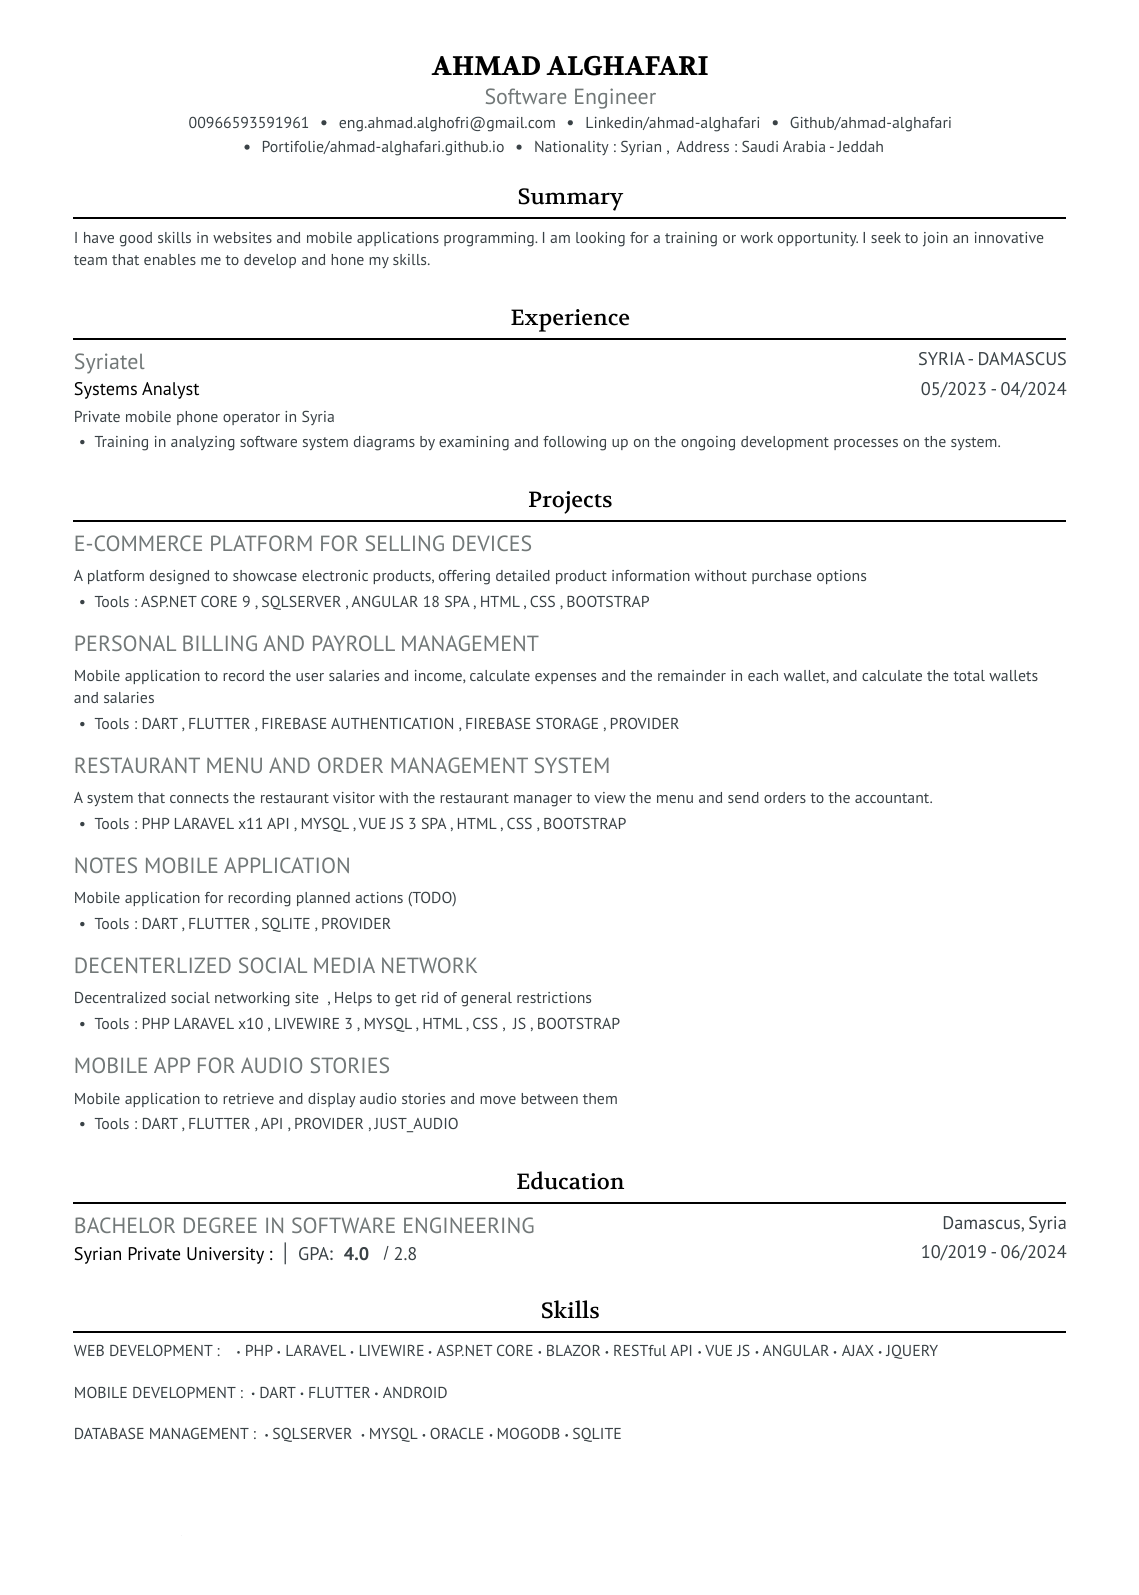 AHMAD ALGHAFARI
Software Engineer
00966593591961 • eng.ahmad.alghofri@gmail.com • Linkedin/ahmad-alghafari • Github/ahmad-alghafari
• Portifolie/ahmad-alghafari.github.io • Nationality : Syrian , Address : Saudi Arabia - Jeddah
Summary
I have good skills in websites and mobile applications programming. I am looking for a training or work opportunity. I seek to join an innovative
team that enables me to develop and hone my skills.
Experience
Syriatel SYRIA - DAMASCUS
Systems Analyst 05/2023 - 04/2024
Private mobile phone operator in Syria
• Training in analyzing software system diagrams by examining and following up on the ongoing development processes on the system.
Projects
E-COMMERCE PLATFORM FOR SELLING DEVICES
A platform designed to showcase electronic products, offering detailed product information without purchase options
• Tools : ASP.NET CORE 9 , SQLSERVER , ANGULAR 18 SPA , HTML , CSS , BOOTSTRAP
PERSONAL BILLING AND PAYROLL MANAGEMENT
Mobile application to record the user salaries and income, calculate expenses and the remainder in each wallet, and calculate the total wallets
and salaries
• Tools : DART , FLUTTER , FIREBASE AUTHENTICATION , FIREBASE STORAGE , PROVIDER
RESTAURANT MENU AND ORDER MANAGEMENT SYSTEM
A system that connects the restaurant visitor with the restaurant manager to view the menu and send orders to the accountant.
• Tools : PHP LARAVEL x11 API , MYSQL , VUE JS 3 SPA , HTML , CSS , BOOTSTRAP
NOTES MOBILE APPLICATION
Mobile application for recording planned actions (TODO)
• Tools : DART , FLUTTER , SQLITE , PROVIDER
DECENTERLIZED SOCIAL MEDIA NETWORK
Decentralized social networking site , Helps to get rid of general restrictions
• Tools : PHP LARAVEL x10 , LIVEWIRE 3 , MYSQL , HTML , CSS , JS , BOOTSTRAP
MOBILE APP FOR AUDIO STORIES
Mobile application to retrieve and display audio stories and move between them
• Tools : DART , FLUTTER , API , PROVIDER , JUST_AUDIO
Education
BACHELOR DEGREE IN SOFTWARE ENGINEERING Damascus, Syria
Syrian Private University : | GPA: 4.0 / 2.8 10/2019 - 06/2024
Skills
WEB DEVELOPMENT : • PHP • LARAVEL • LIVEWIRE • ASP.NET CORE • BLAZOR • RESTful API • VUE JS • ANGULAR • AJAX • JQUERY
MOBILE DEVELOPMENT : • DART • FLUTTER • ANDROID
DATABASE MANAGEMENT : • SQLSERVER • MYSQL • ORACLE • MOGODB • SQLITE